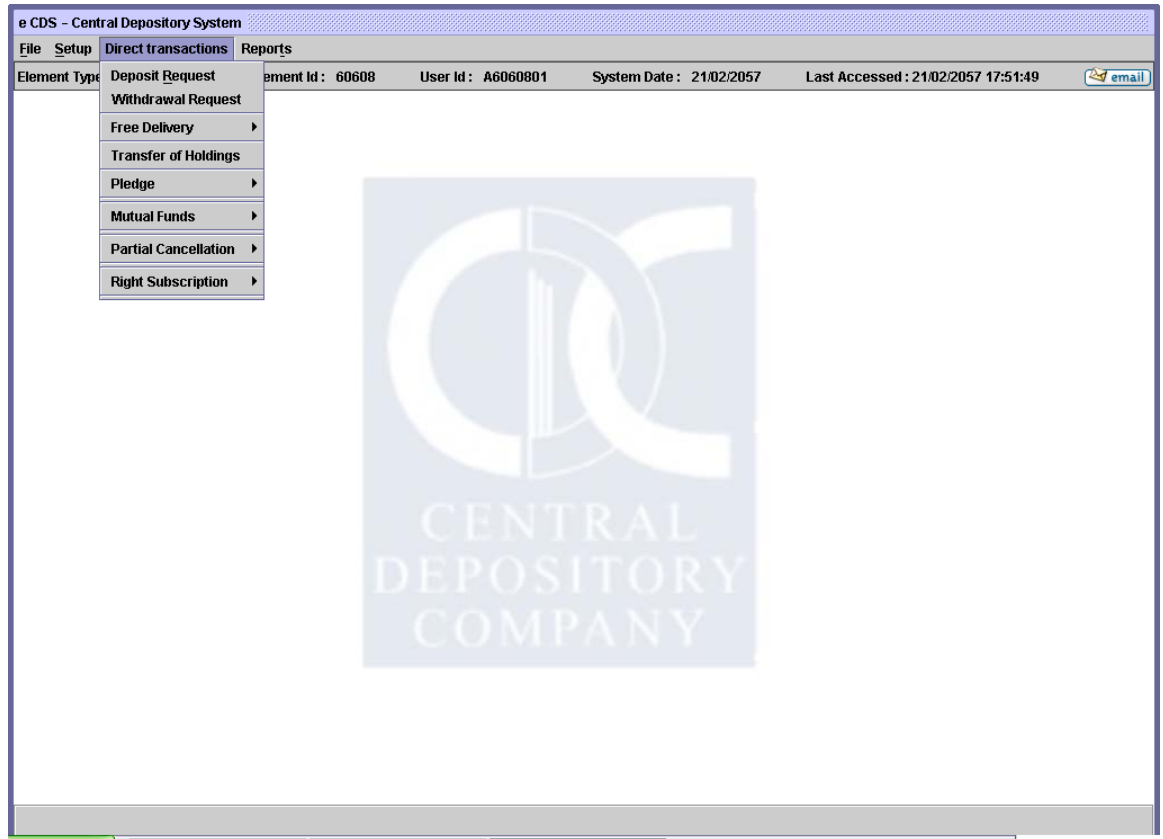 e CDS – Central Depository System
File Setup Direct transactions Reports
Element Type ement Id : 60608 User Id : A6060801 System Date : 21/02/2057 Last Accessed : 21/02/2057 17:51:49 email
Deposit Request
Withdrawal Request
Free Delivery
Transfer of Holdings
Pledge
Mutual Funds
Partial Cancellation
Right Subscription
CENTRAL
DEPOSITORY
COMPANY